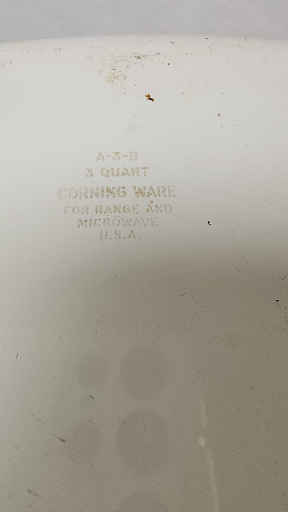 A-3-B
3 QUART
CORNING WARE
FOR RANGE AND
MICROWAVE
U.S.A.